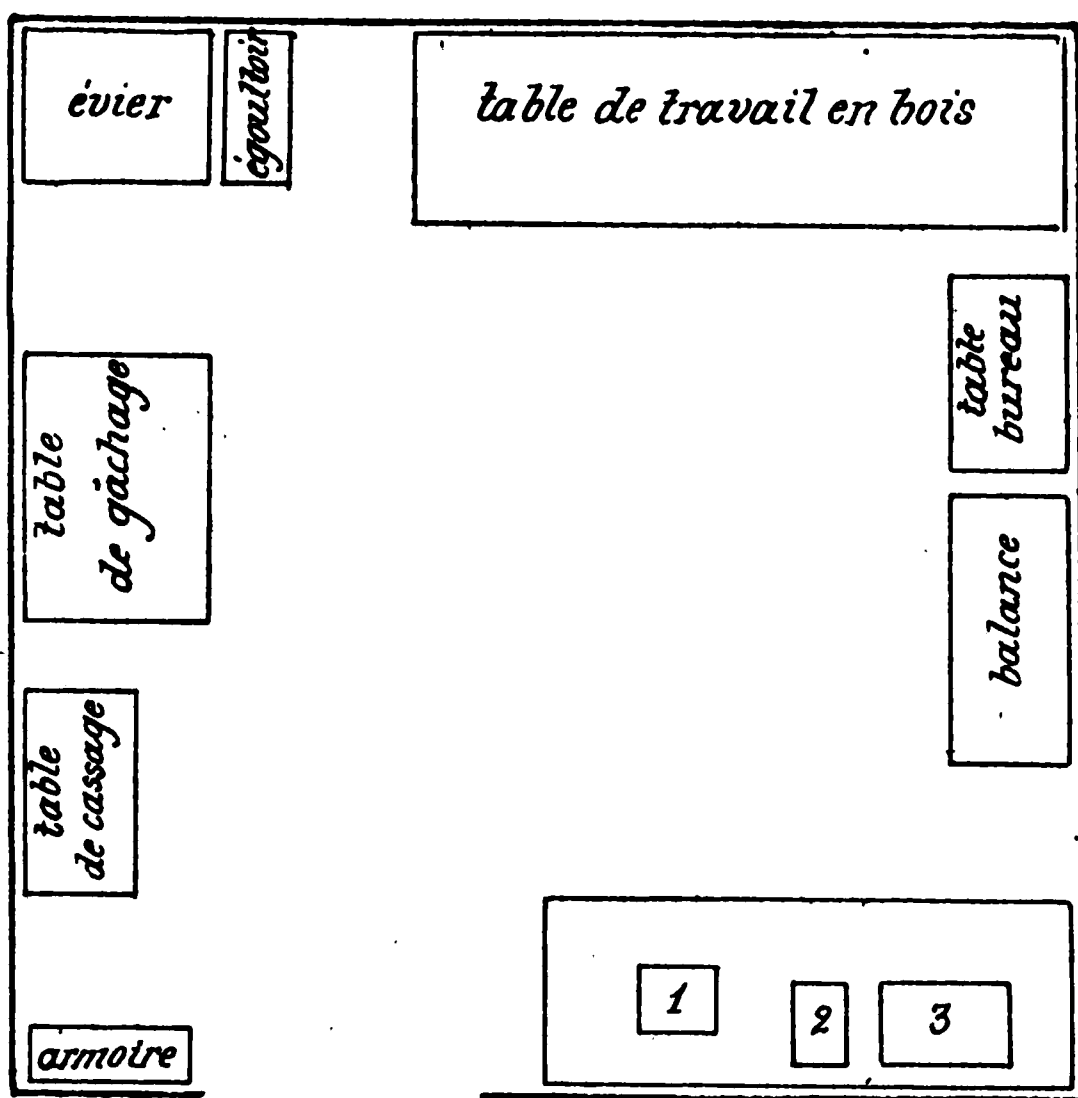 évier
égouttoir
table de travail en bois
table
bureau
table
de gâchage
balance
table
de cassage
1
2
3
armoire